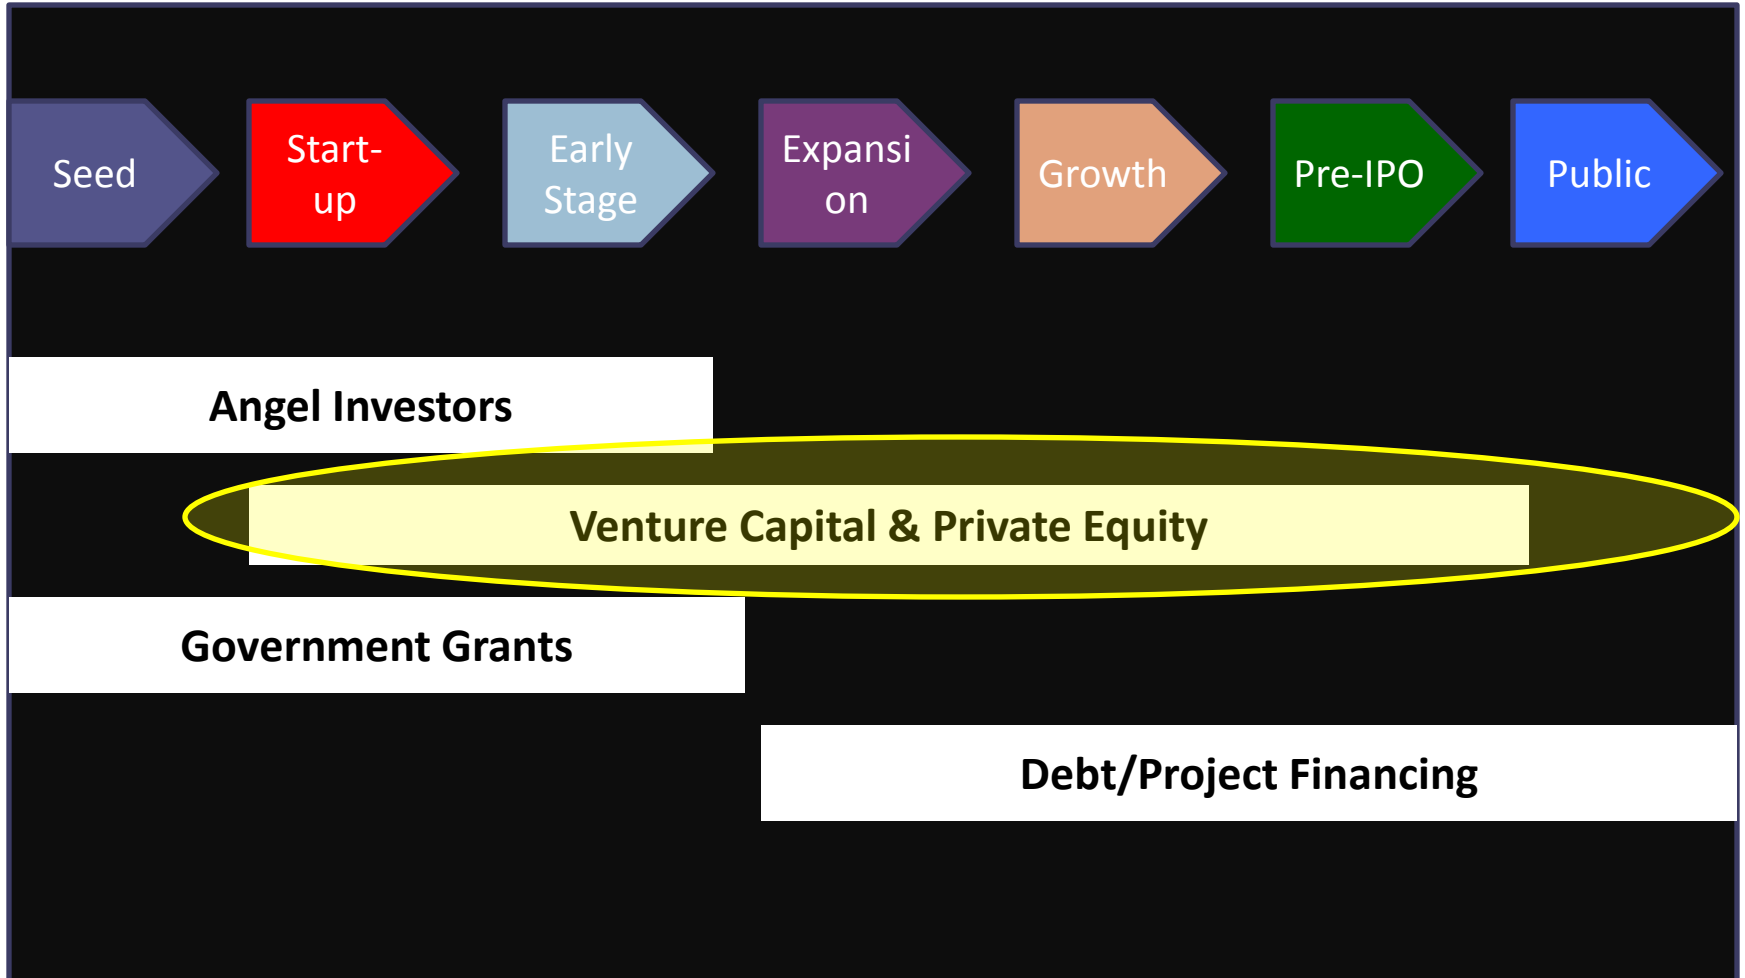 Seed
Start-
up
Early
Stage
Expansi
on
Growth
Pre-IPO
Public
Angel Investors
Venture Capital & Private Equity
Government Grants
Debt/Project Financing